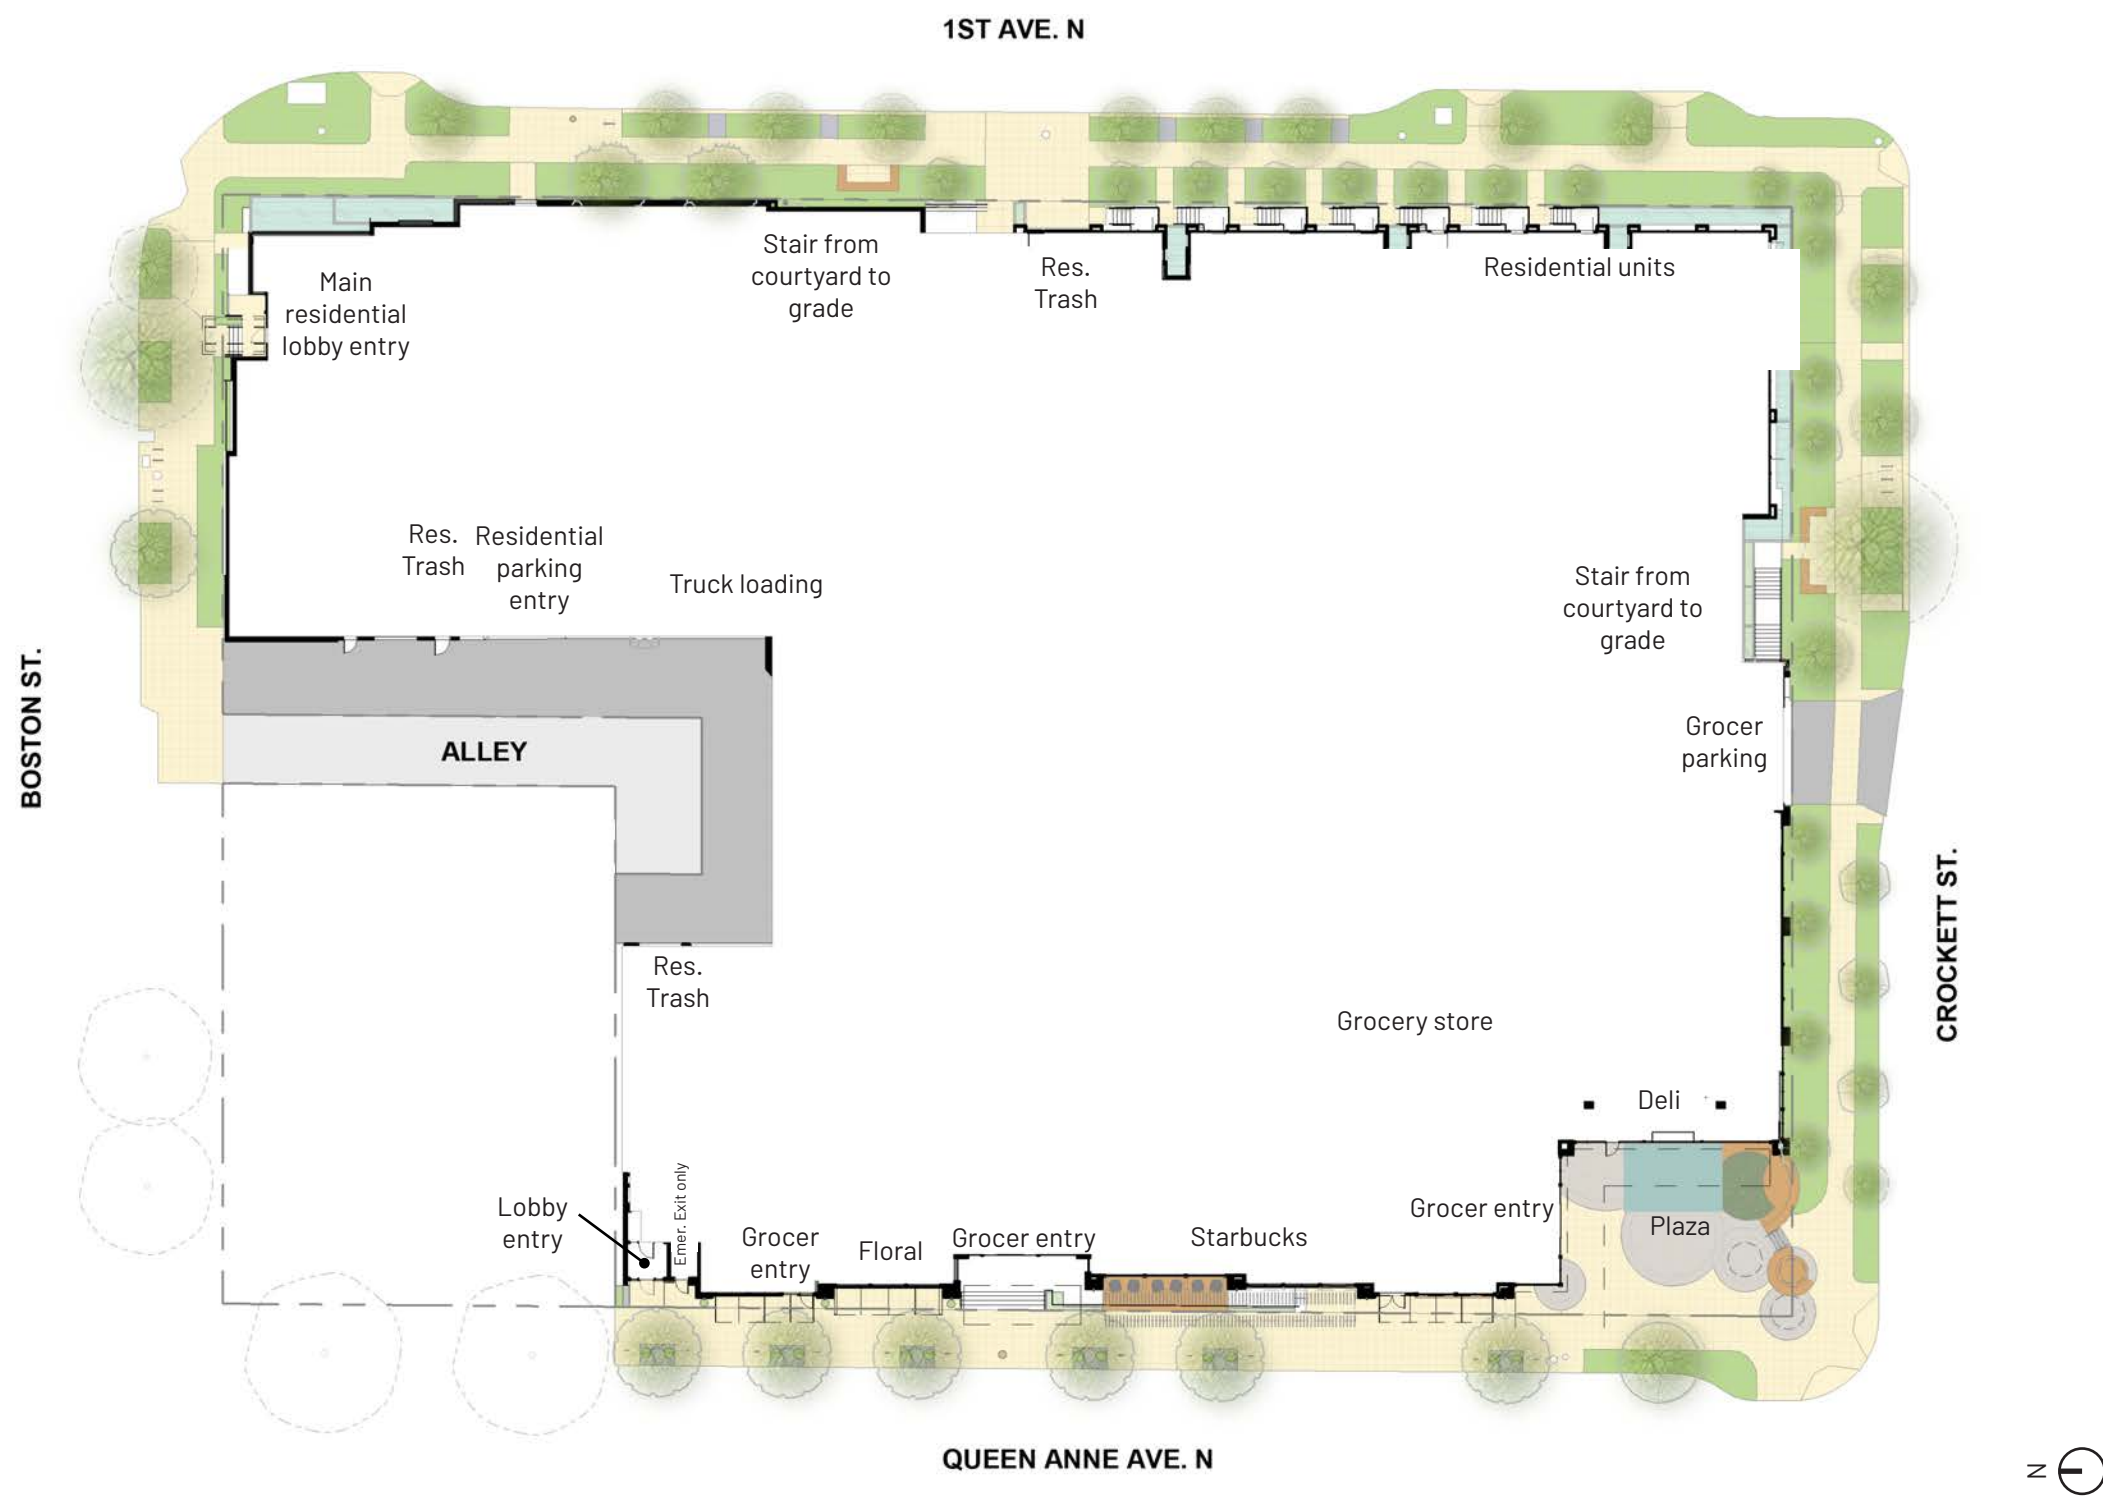 1ST AVE. N
Main
residential
lobby entry
Stair from
courtyard to
grade
Res.
Trash
Residential units
Res.
Trash
Residential
parking
entry
Truck loading
Stair from
courtyard to
grade
BOSTON ST.
ALLEY
Grocer
parking
CROCKETT ST.
Res.
Trash
Grocery store
Deli
Lobby
entry
Emer. Exit only
Grocer
entry
Floral
Grocer entry
Starbucks
Grocer entry
Plaza
QUEEN ANNE AVE. N
N